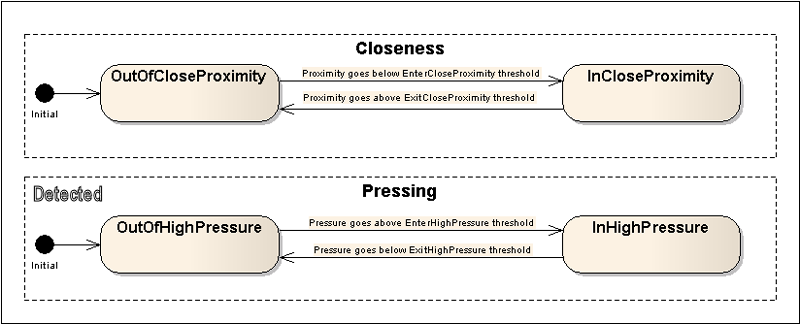 Closeness
OutOfCloseProximity
Proximity goes below EnterCloseProximity threshold
InCloseProximity
Proximity goes above ExitCloseProximity threshold
Initial
Detected
Pressing
OutOfHighPressure
Pressure goes above EnterHighPressure threshold
InHighPressure
Pressure goes below ExitHighPressure threshold
Initial